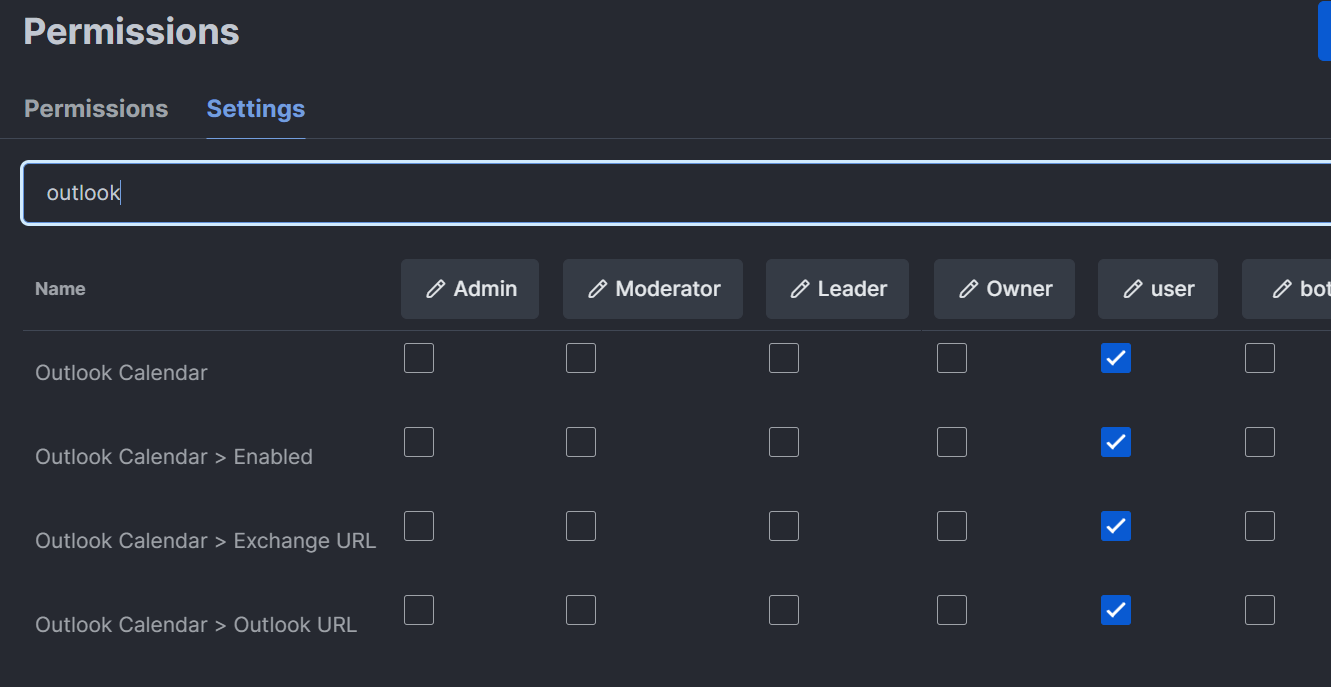 Permissions
Permissions Settings
outlook
Name Admin Moderator Leader Owner user bot
Outlook Calendar
Outlook Calendar > Enabled
Outlook Calendar > Exchange URL
Outlook Calendar > Outlook URL